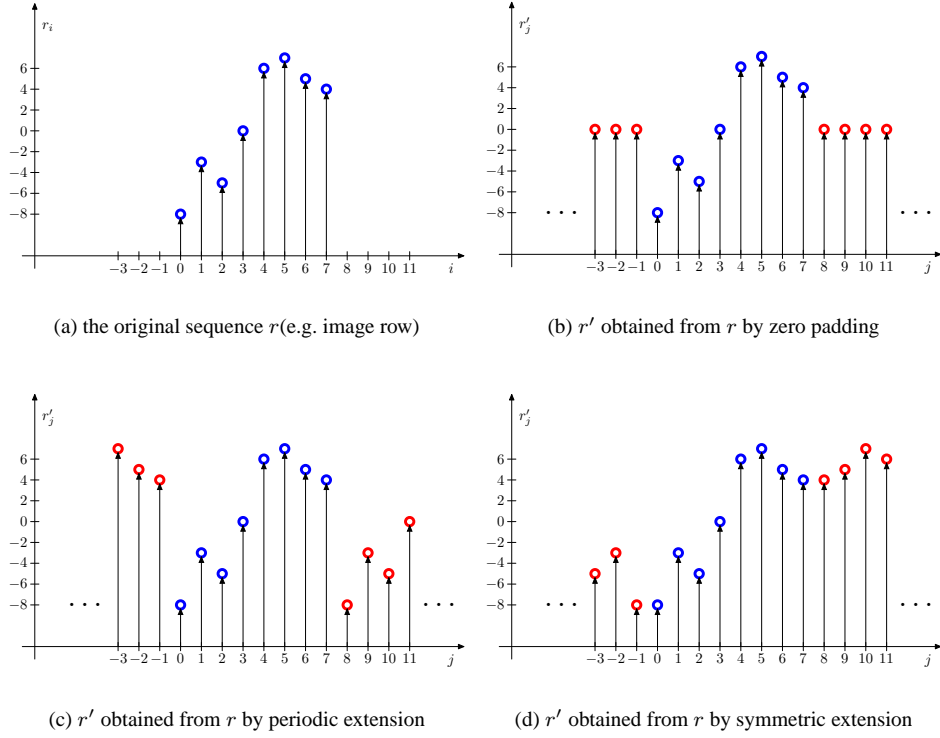 r_i
6
4
2
0
−2
−4
−6
−8
−3 −2 −1 0 1 2 3 4 5 6 7 8 9 10 11 i
(a) the original sequence r(e.g. image row)
r′_j
6
4
2
0
−2
−4
−6
−8
· · · · · ·
−3 −2 −1 0 1 2 3 4 5 6 7 8 9 10 11 j
(b) r′ obtained from r by zero padding
r′_j
6
4
2
0
−2
−4
−6
−8
· · · · · ·
−3 −2 −1 0 1 2 3 4 5 6 7 8 9 10 11 j
(c) r′ obtained from r by periodic extension
r′_j
6
4
2
0
−2
−4
−6
−8
· · · · · ·
−3 −2 −1 0 1 2 3 4 5 6 7 8 9 10 11 j
(d) r′ obtained from r by symmetric extension